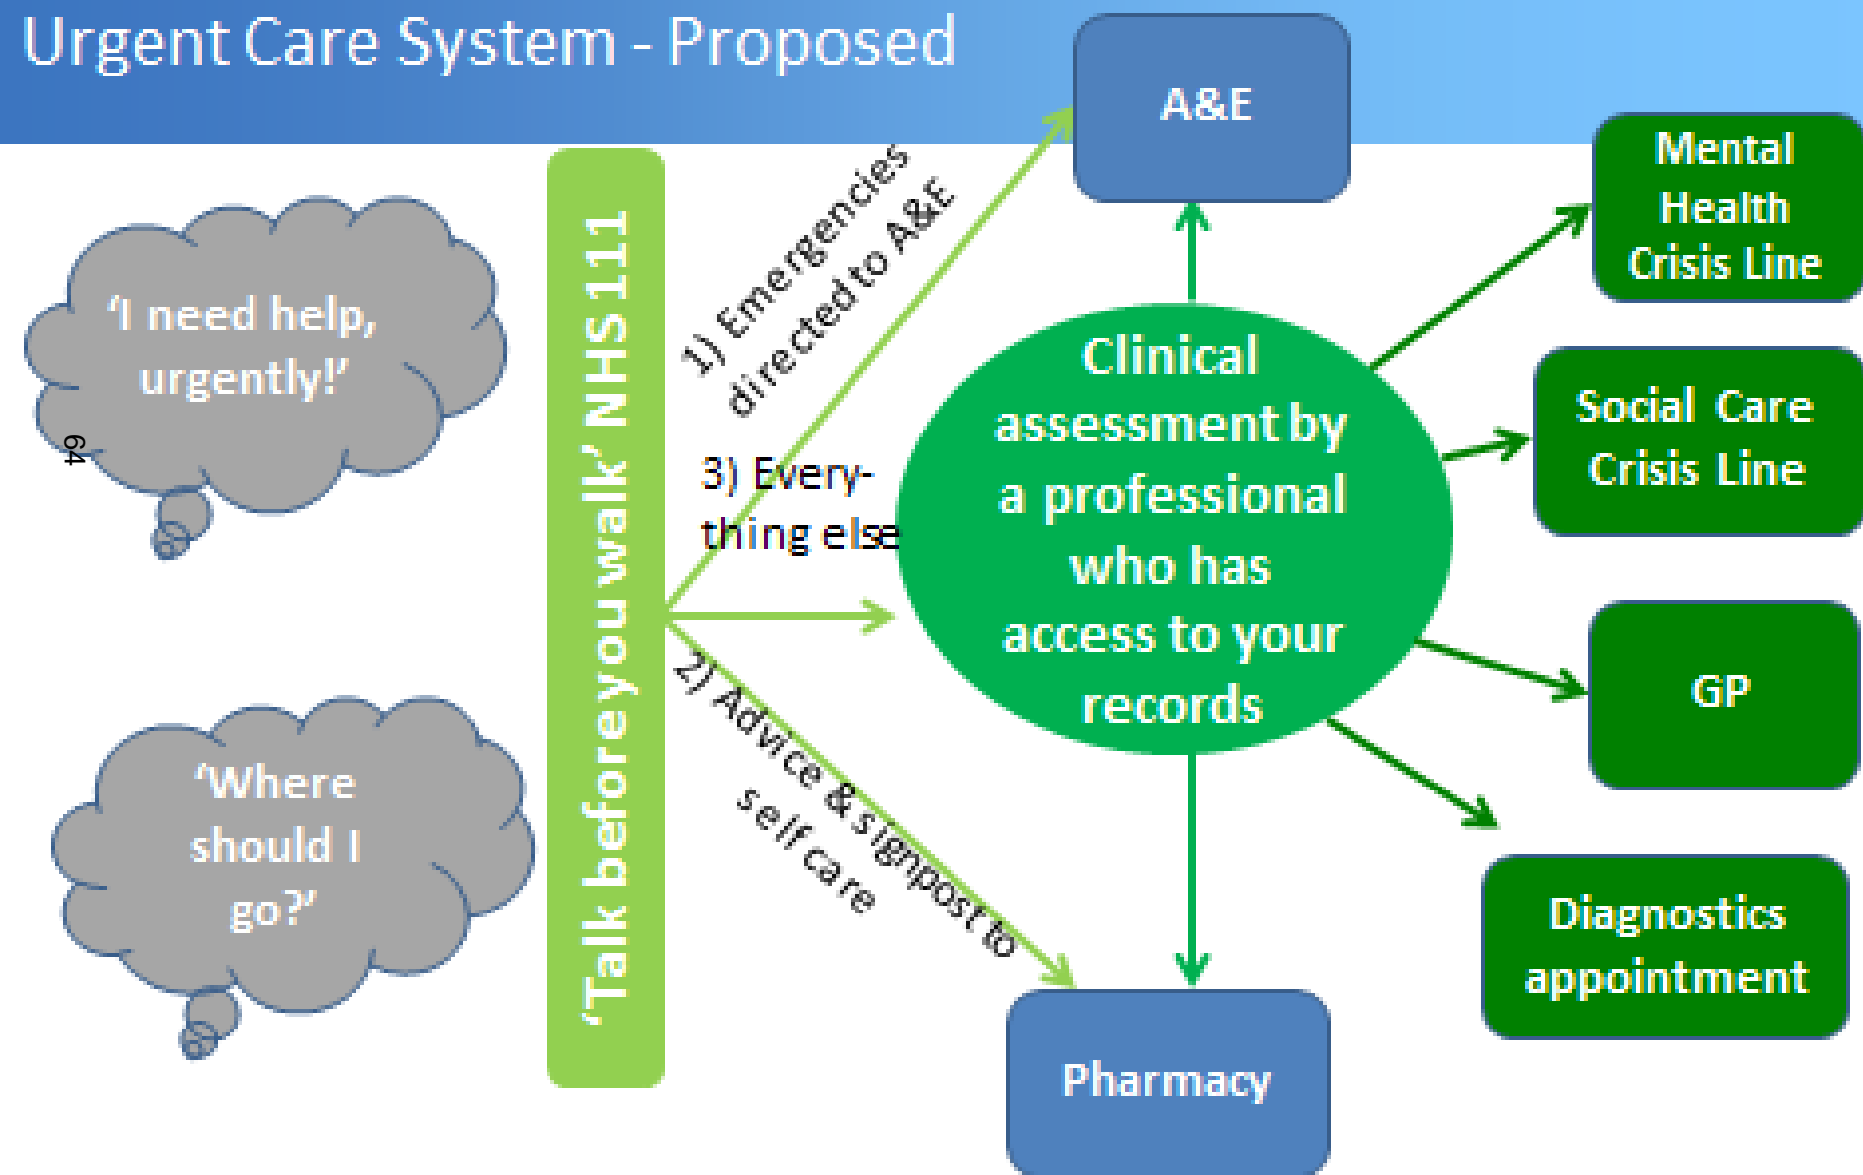 Urgent Care System - Proposed
‘I need help,
urgently!’
64
‘Where
should I
go?’
‘Talk before you walk’ NHS 111
1) Emergencies
directed to A&E
3) Every-
thing else
2) Advice & signpost to
self care
A&E
Clinical
assessment by
a professional
who has
access to your
records
Pharmacy
Mental
Health
Crisis Line
Social Care
Crisis Line
GP
Diagnostics
appointment